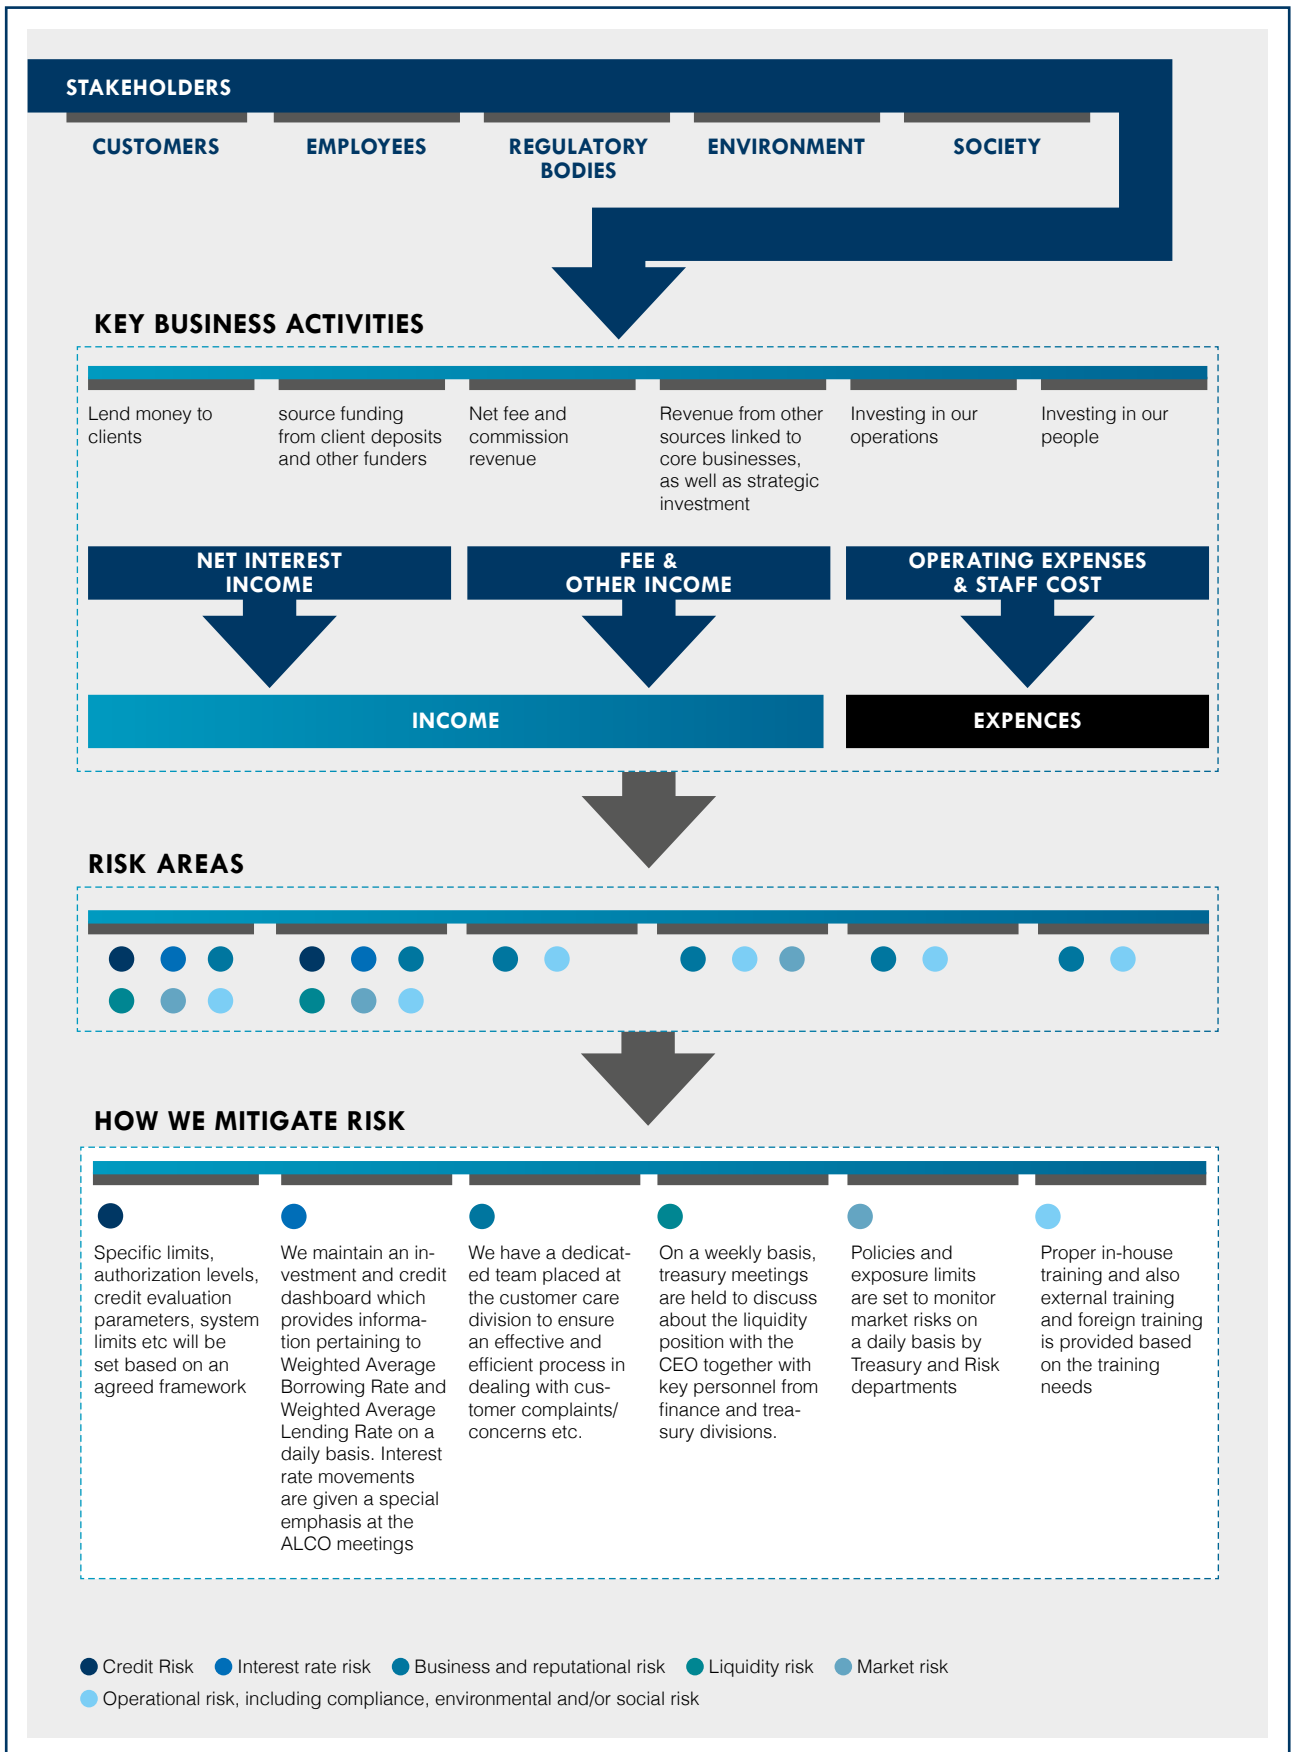 STAKEHOLDERS
CUSTOMERS
EMPLOYEES
REGULATORY
BODIES
ENVIRONMENT
SOCIETY
KEY BUSINESS ACTIVITIES
Lend money to
clients
source funding
from client deposits
and other funders
Net fee and
commission
revenue
Revenue from other
sources linked to
core businesses,
as well as strategic
investment
Investing in our
operations
Investing in our
people
NET INTEREST
INCOME
FEE &
OTHER INCOME
OPERATING EXPENSES
& STAFF COST
INCOME
EXPENCES
RISK AREAS
HOW WE MITIGATE RISK
Specific limits,
authorization levels,
credit evaluation
parameters, system
limits etc will be
set based on an
agreed framework
We maintain an in-
vestment and credit
dashboard which
provides informa-
tion pertaining to
Weighted Average
Borrowing Rate and
Weighted Average
Lending Rate on a
daily basis. Interest
rate movements
are given a special
emphasis at the
ALCO meetings
We have a dedicat-
ed team placed at
the customer care
division to ensure
an effective and
efficient process in
dealing with cus-
tomer complaints/
concerns etc.
On a weekly basis,
treasury meetings
are held to discuss
about the liquidity
position with the
CEO together with
key personnel from
finance and trea-
sury divisions.
Policies and
exposure limits
are set to monitor
market risks on
a daily basis by
Treasury and Risk
departments
Proper in-house
training and also
external training
and foreign training
is provided based
on the training
needs
Credit Risk
Interest rate risk
Business and reputational risk
Liquidity risk
Market risk
Operational risk, including compliance, environmental and/or social risk